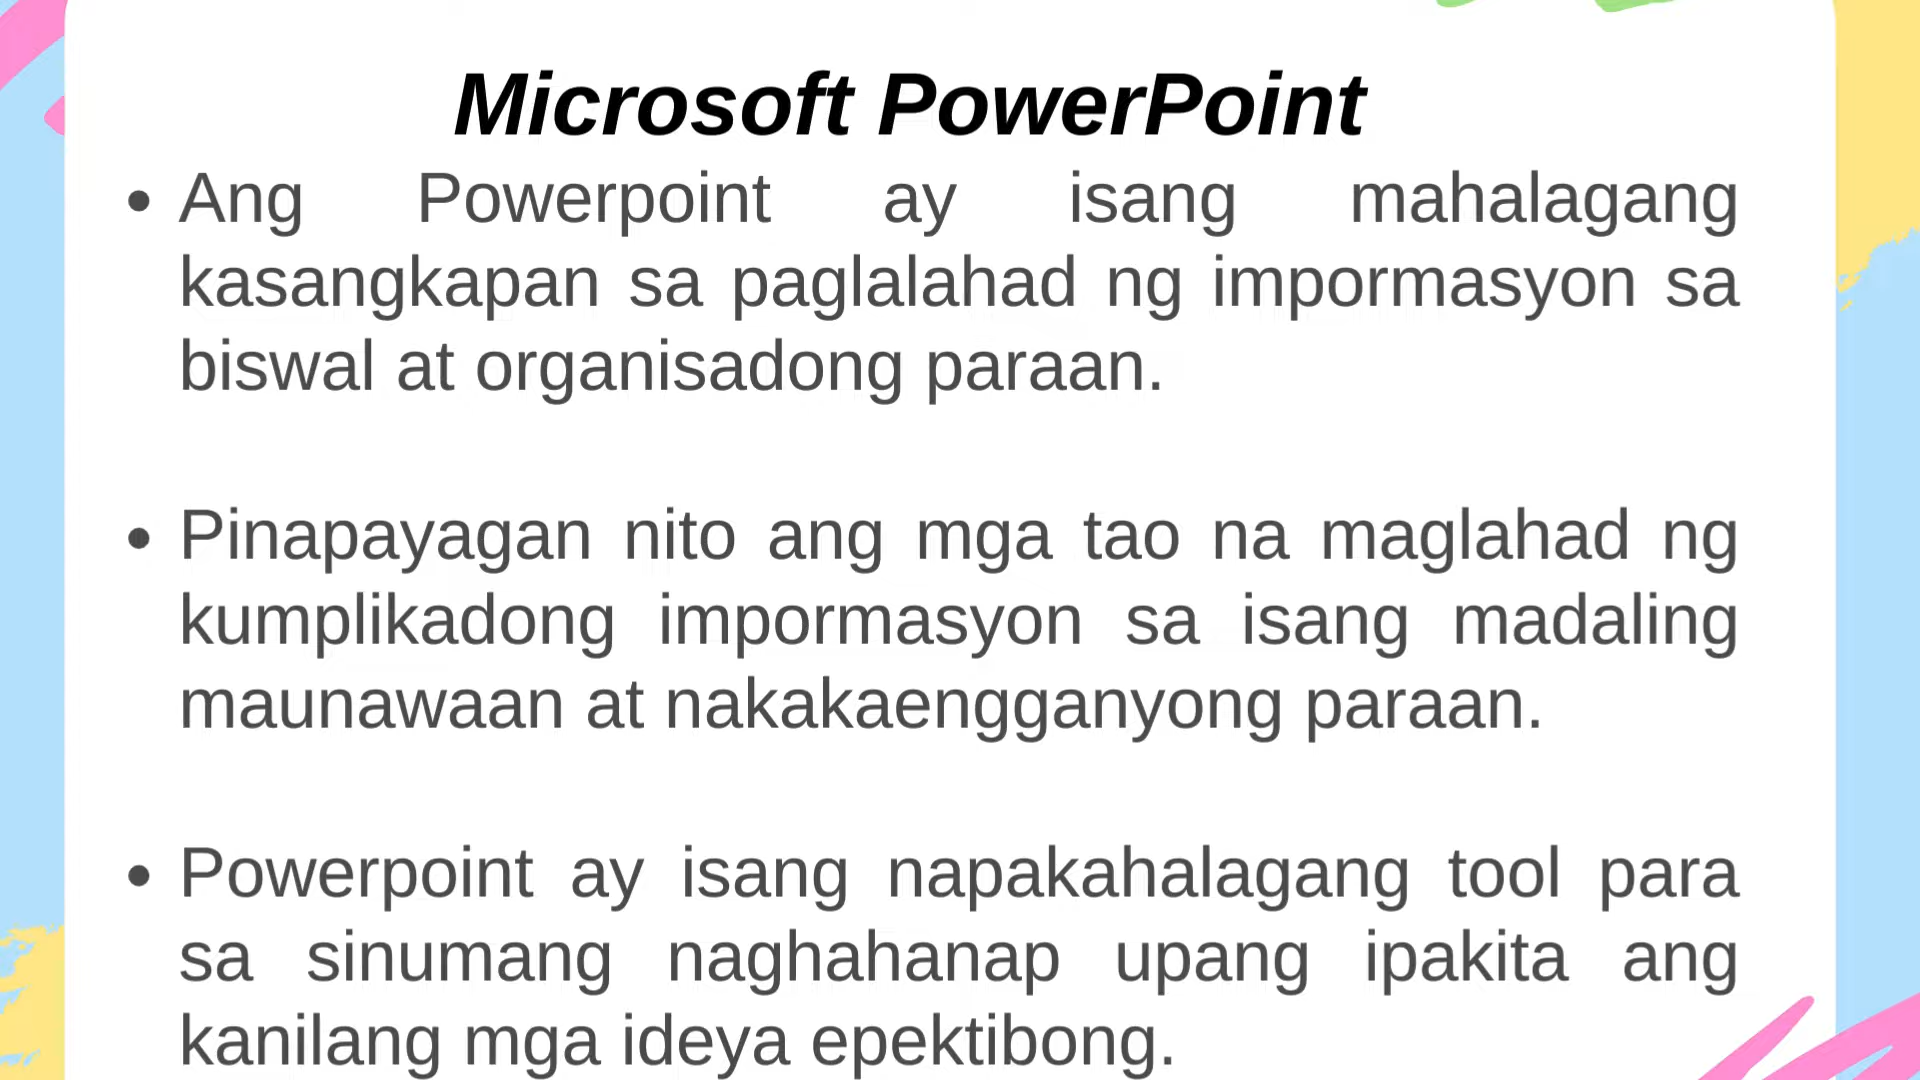 Microsoft PowerPoint
• Ang Powerpoint ay isang mahalagang
kasangkapan sa paglalahad ng impormasyon sa
biswal at organisadong paraan.
• Pinapayagan nito ang mga tao na maglahad ng
kumplikadong impormasyon sa isang madaling
maunawaan at nakakaengganyong paraan.
• Powerpoint ay isang napakahalagang tool para
sa sinumang naghahanap upang ipakita ang
kanilang mga ideya epektibong.